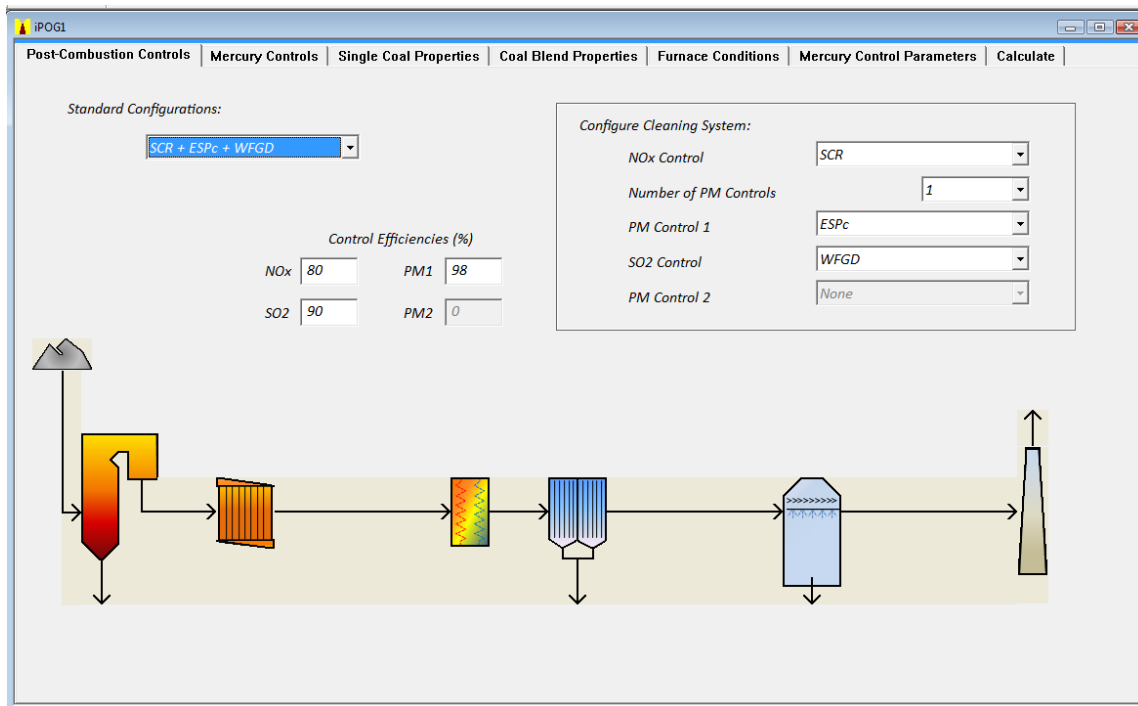 iPOG1
Post-Combustion Controls Mercury Controls Single Coal Properties Coal Blend Properties Furnace Conditions Mercury Control Parameters Calculate
Standard Configurations:
SCR + ESPc + WFGD
Control Efficiencies (%)
NOx 80 PM1 98
SO2 90 PM2 0
Configure Cleaning System:
NOx Control SCR
Number of PM Controls 1
PM Control 1 ESPc
SO2 Control WFGD
PM Control 2 None